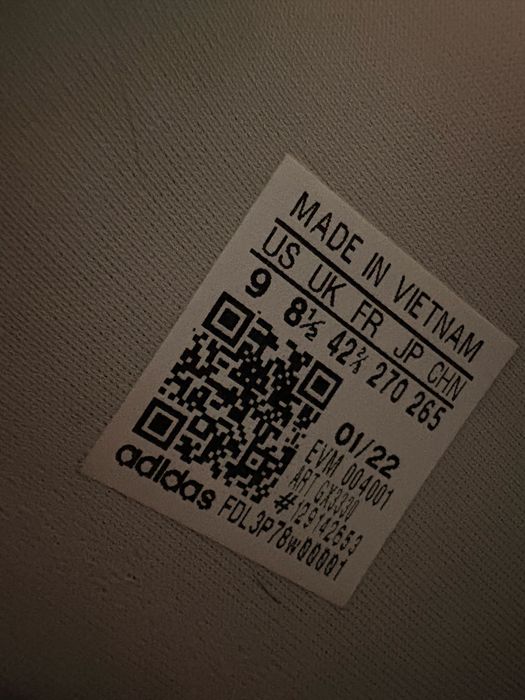 MADE IN VIETNAM
US UK FR JP CHN
9 8½ 42⅔ 270 265
01/22
EVM 004001
ART GX3330
#129142653
adidas FDL3P78w00001